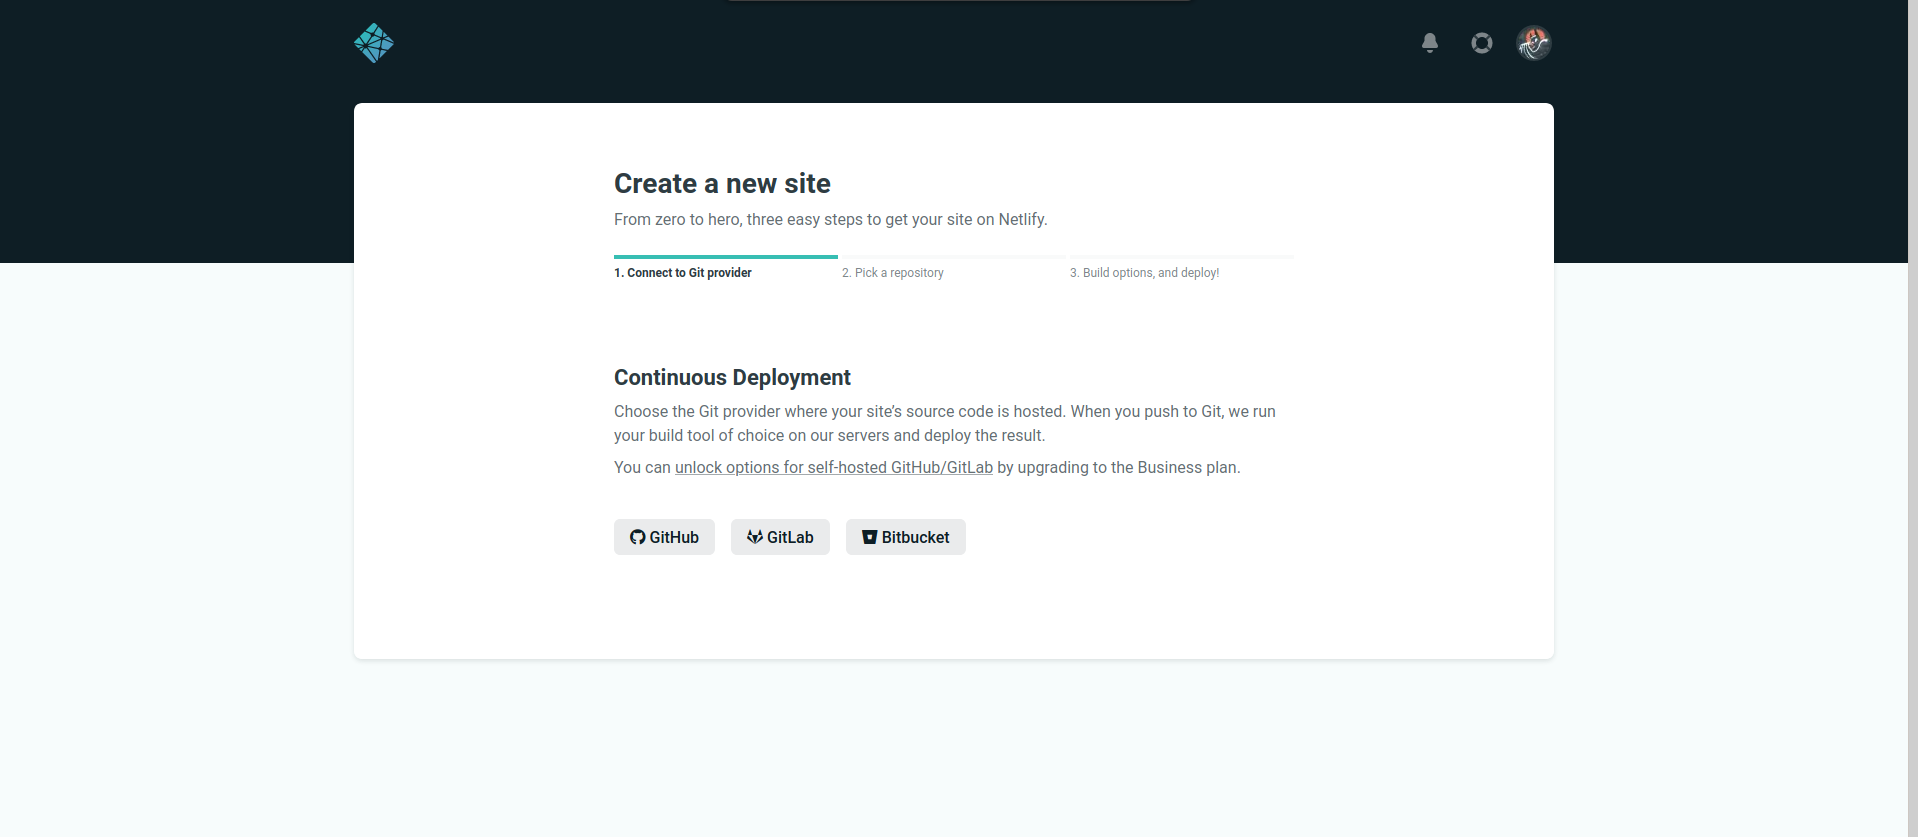 Create a new site
From zero to hero, three easy steps to get your site on Netlify.
1. Connect to Git provider
2. Pick a repository
3. Build options, and deploy!
Continuous Deployment
Choose the Git provider where your site’s source code is hosted. When you push to Git, we run
your build tool of choice on our servers and deploy the result.
You can unlock options for self-hosted GitHub/GitLab by upgrading to the Business plan.
GitHub
GitLab
Bitbucket